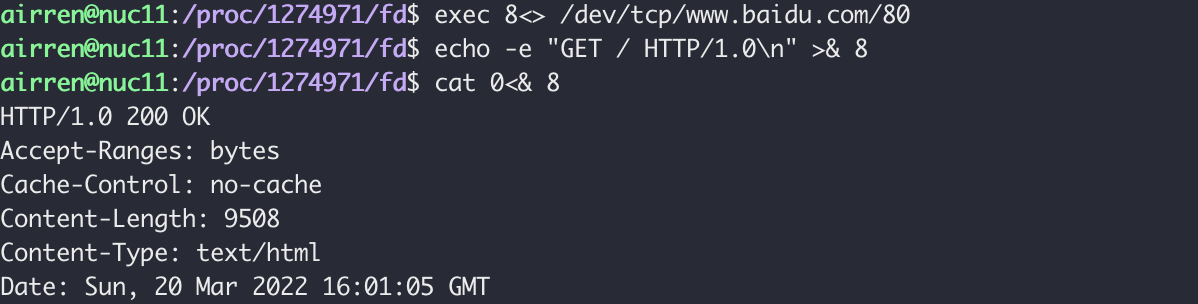 airren@nuc11:/proc/1274971/fd$ exec 8<> /dev/tcp/www.baidu.com/80
airren@nuc11:/proc/1274971/fd$ echo -e "GET / HTTP/1.0\n" >& 8
airren@nuc11:/proc/1274971/fd$ cat 0<& 8
HTTP/1.0 200 OK
Accept-Ranges: bytes
Cache-Control: no-cache
Content-Length: 9508
Content-Type: text/html
Date: Sun, 20 Mar 2022 16:01:05 GMT